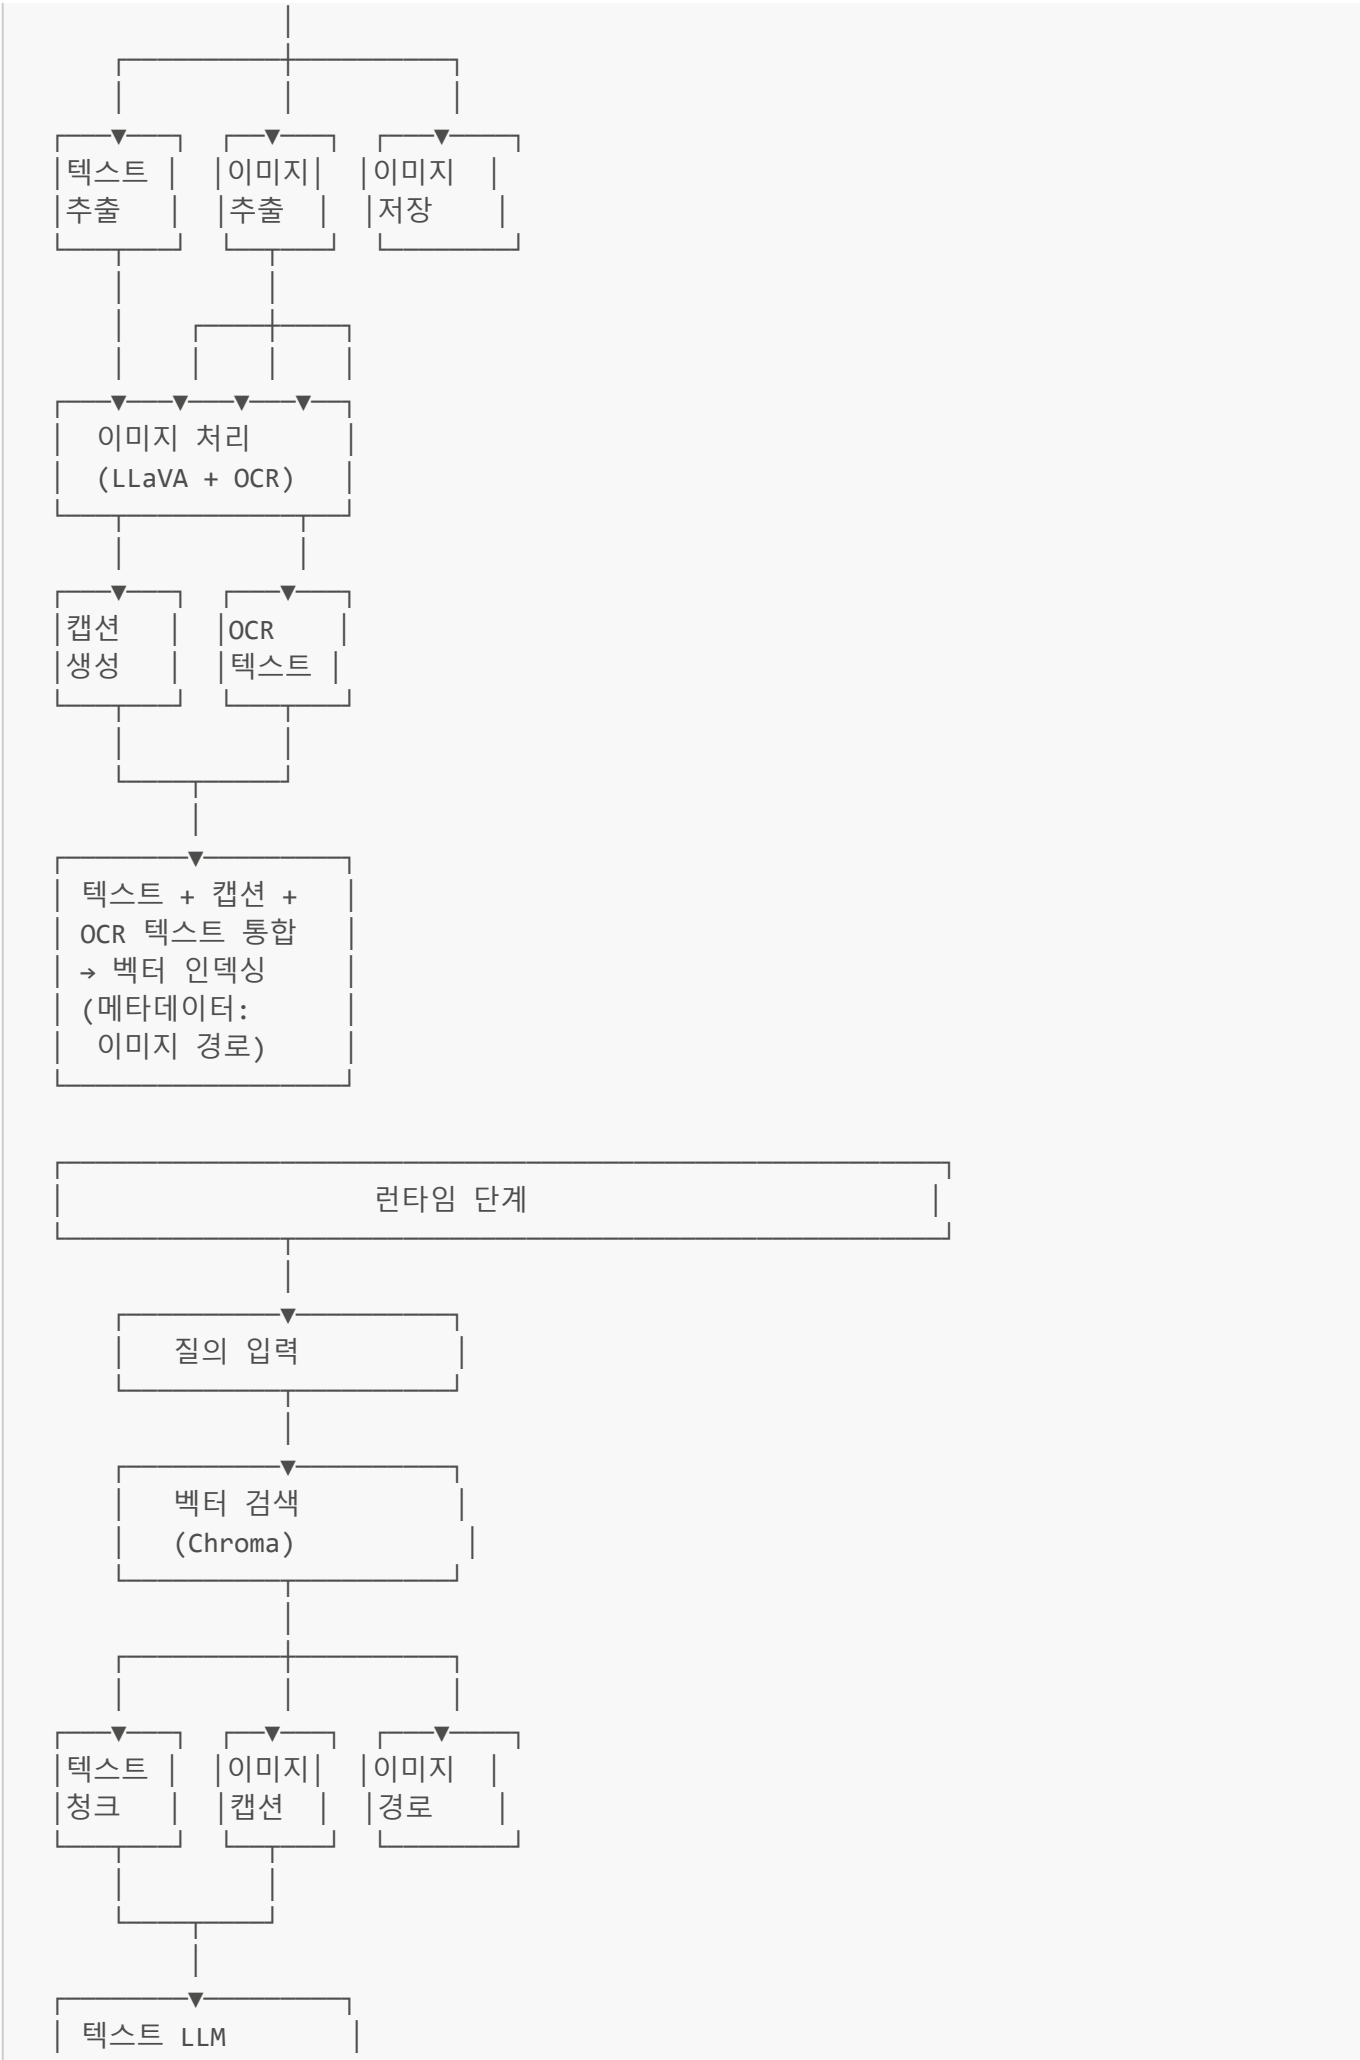 텍스트 이미지 이미지
추출 추출 저장
이미지 처리
(LLaVA + OCR)
캡션 OCR
생성 텍스트
텍스트 + 캡션 +
OCR 텍스트 통합
→ 벡터 인덱싱
(메타데이터:
이미지 경로)
런타임 단계
질의 입력
벡터 검색
(Chroma)
텍스트 이미지 이미지
청크 캡션 경로
텍스트 LLM